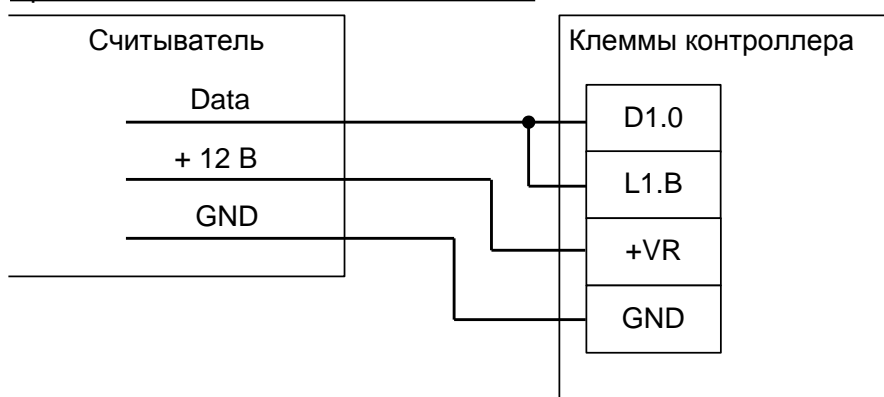 Считыватель
Клеммы контроллера
Data
D1.0
+ 12 В
L1.B
GND
+VR
GND